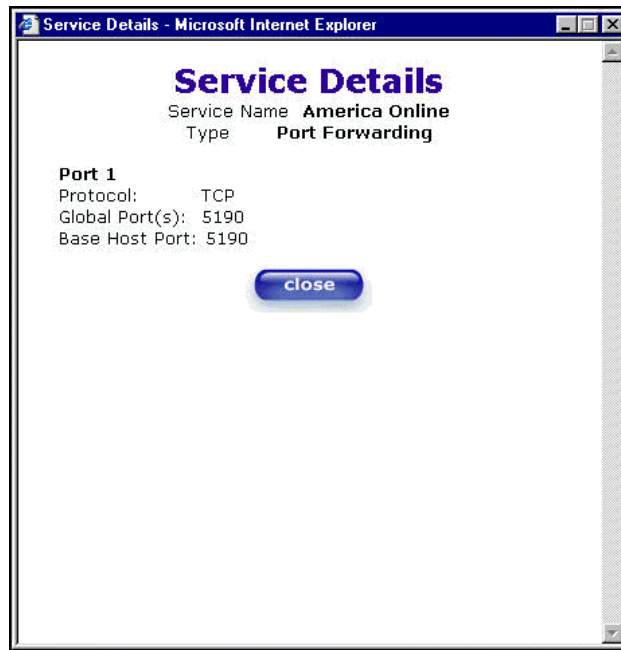 Service Details - Microsoft Internet Explorer
Service Details
Service Name America Online
Type Port Forwarding
Port 1
Protocol: TCP
Global Port(s): 5190
Base Host Port: 5190
close